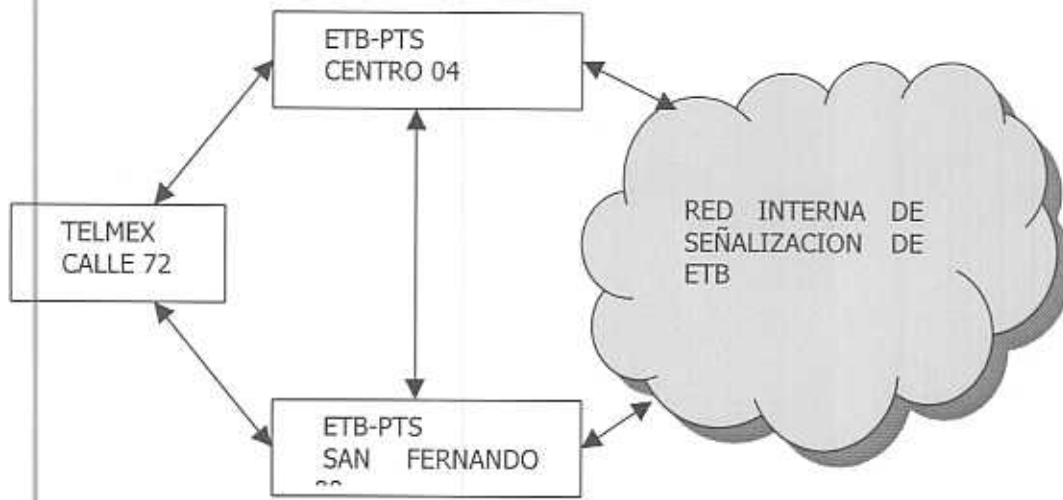 ETB-PTS
CENTRO 04
TELMEX
CALLE 72
RED INTERNA DE
SEÑALIZACION DE
ETB
ETB-PTS
SAN FERNANDO